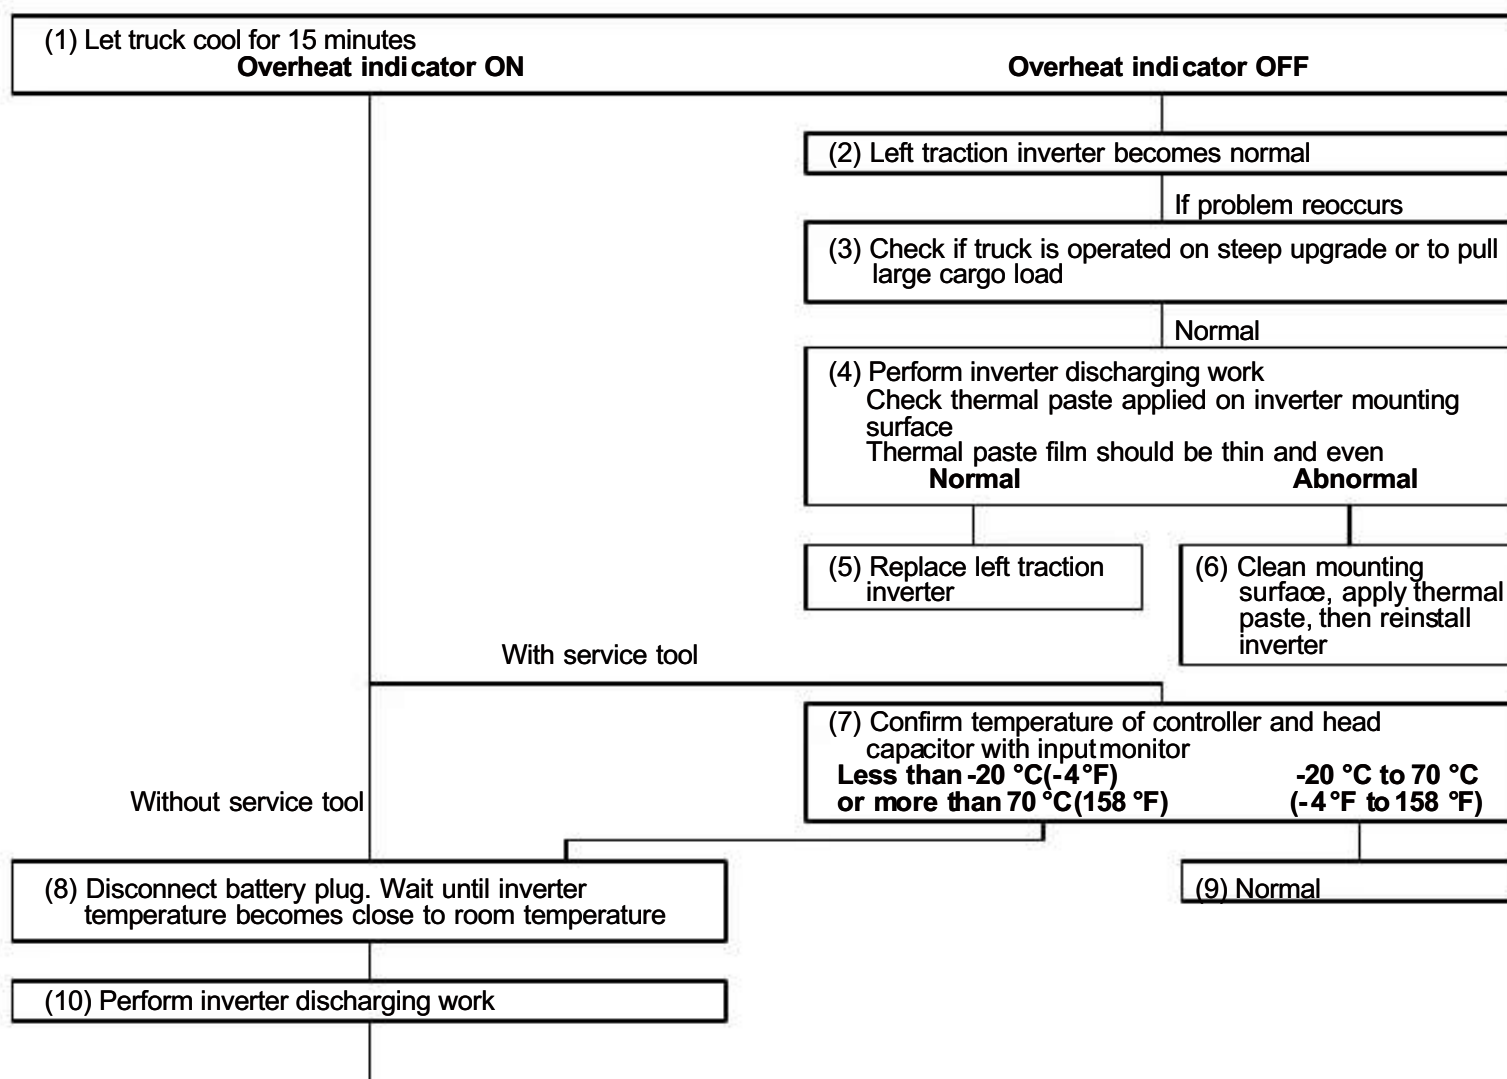 (1) Let truck cool for 15 minutes
Overheat indicator ON
Overheat indicator OFF
(2) Left traction inverter becomes normal
If problem reoccurs
(3) Check if truck is operated on steep upgrade or to pull
large cargo load
Normal
(4) Perform inverter discharging work
Check thermal paste applied on inverter mounting
surface
Thermal paste film should be thin and even
Normal
Abnormal
(5) Replace left traction
inverter
(6) Clean mounting
surface, apply thermal
paste, then reinstall
inverter
With service tool
(7) Confirm temperature of controller and head
capacitor with input monitor
Less than -20 °C(-4°F)
or more than 70 °C(158 °F)
-20 °C to 70 °C
(-4°F to 158 °F)
Without service tool
(8) Disconnect battery plug. Wait until inverter
temperature becomes close to room temperature
(9) Normal
(10) Perform inverter discharging work